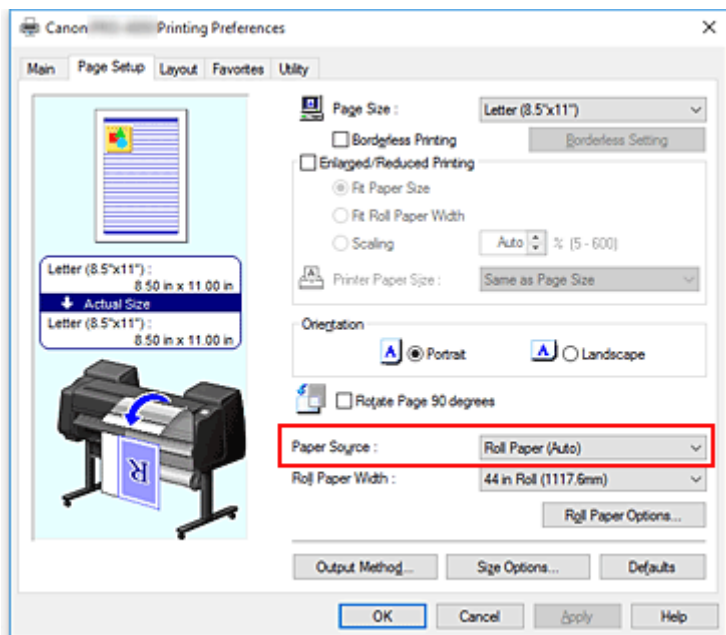 Canon Printing Preferences
Main Page Setup Layout Favorites Utility
Page Size : Letter (8.5"x11")
Borderless Printing Borderless Setting
Enlarged/Reduced Printing
Fit Paper Size
Fit Roll Paper Width
Scaling Auto % (5 - 600)
Printer Paper Size : Same as Page Size
Letter (8.5"x11") :
8.50 in x 11.00 in
Actual Size
Letter (8.5"x11") :
8.50 in x 11.00 in
Orientation
A Portrait A Landscape
Rotate Page 90 degrees
Paper Source : Roll Paper (Auto)
Roll Paper Width : 44 in Roll (1117.6mm)
Roll Paper Options...
R
Output Method... Size Options... Defaults
OK Cancel Apply Help